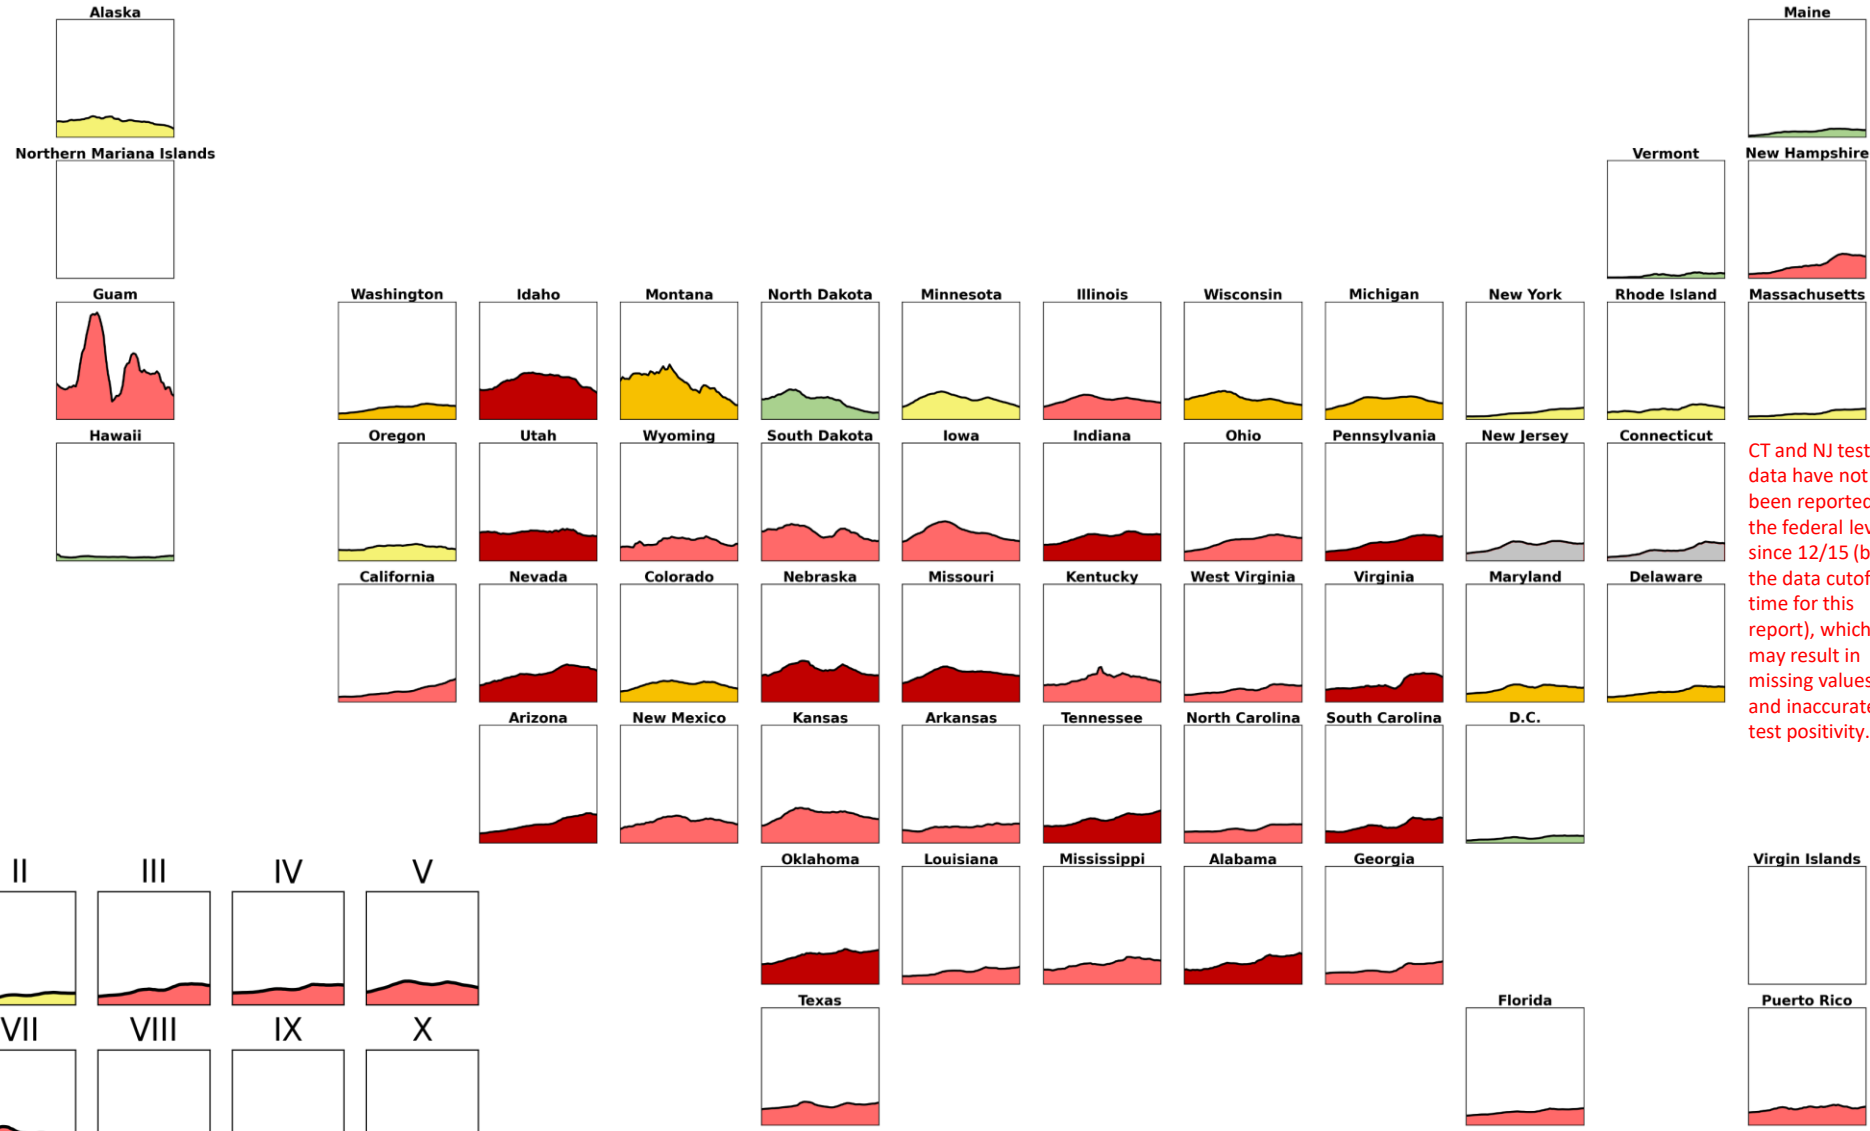 Alaska
Maine
Northern Mariana Islands
Vermont
New Hampshire
Guam
Washington
Idaho
Montana
North Dakota
Minnesota
Illinois
Wisconsin
Michigan
New York
Rhode Island
Massachusetts
Hawaii
Oregon
Utah
Wyoming
South Dakota
Iowa
Indiana
Ohio
Pennsylvania
New Jersey
Connecticut
CT and NJ test
data have not
been reported
the federal
since 12/15
the data
time for this
report), which
may result in
missing values
and
test positivity.
California
Nevada
Colorado
Nebraska
Missouri
Kentucky
West Virginia
Virginia
Maryland
Delaware
Arizona
New Mexico
Kansas
Arkansas
Tennessee
North Carolina
South Carolina
D.C.
Oklahoma
Louisiana
Mississippi
Alabama
Georgia
Virgin Islands
II
III
IV
V
Texas
Florida
Puerto Rico
VII
VIII
IX
X